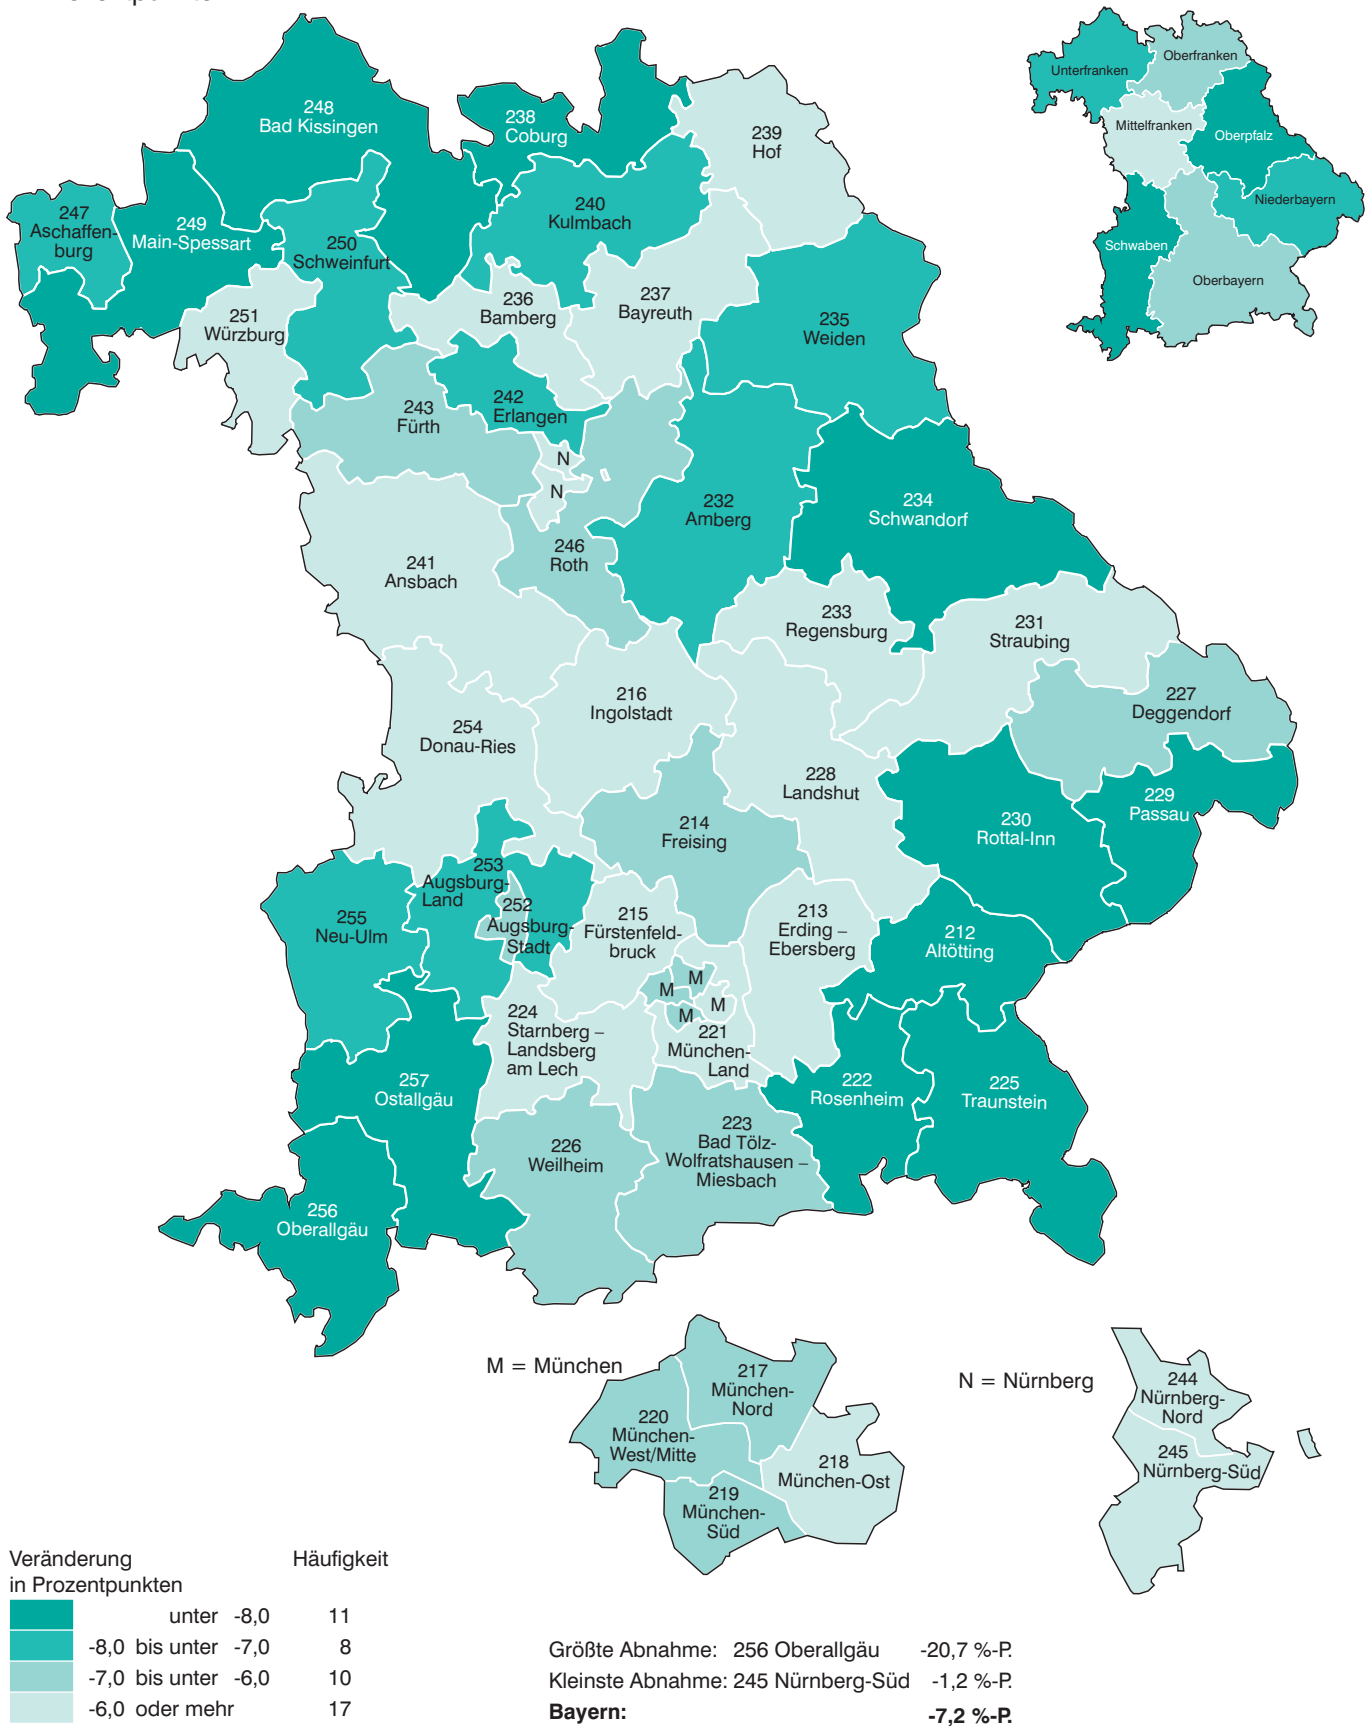 248
Bad Kissingen
238
Coburg
239
Hof
240
Kulmbach
247
Aschaffen-
burg
249
Main-Spessart
250
Schweinfurt
236
Bamberg
237
Bayreuth
251
Würzburg
235
Weiden
243
Fürth
242
Erlangen
N
N
232
Amberg
234
Schwandorf
241
Ansbach
246
Roth
233
Regensburg
231
Straubing
216
Ingolstadt
227
Deggendorf
254
Donau-Ries
228
Landshut
229
Passau
214
Freising
230
Rottal-Inn
253
Augsburg-
Land
252
Augsburg-
Stadt
255
Neu-Ulm
215
Fürstenfeld-
bruck
213
Erding –
Ebersberg
212
Altötting
M
M
M
M
224
Starnberg –
Landsberg
am Lech
221
München-
Land
257
Ostallgäu
222
Rosenheim
225
Traunstein
223
Bad Tölz-
Wolfratshausen –
Miesbach
226
Weilheim
256
Oberallgäu
Unterfranken
Oberfranken
Mittelfranken
Oberpfalz
Niederbayern
Schwaben
Oberbayern
M = München
217
München-
Nord
220
München-
West/Mitte
218
München-Ost
219
München-
Süd
N = Nürnberg
244
Nürnberg-
Nord
245
Nürnberg-Süd
Veränderung Häufigkeit
in Prozentpunkten
unter -8,0 11
-8,0 bis unter -7,0 8
-7,0 bis unter -6,0 10
-6,0 oder mehr 17
Größte Abnahme: 256 Oberallgäu -20,7 %-P.
Kleinste Abnahme: 245 Nürnberg-Süd -1,2 %-P.
Bayern: -7,2 %-P.